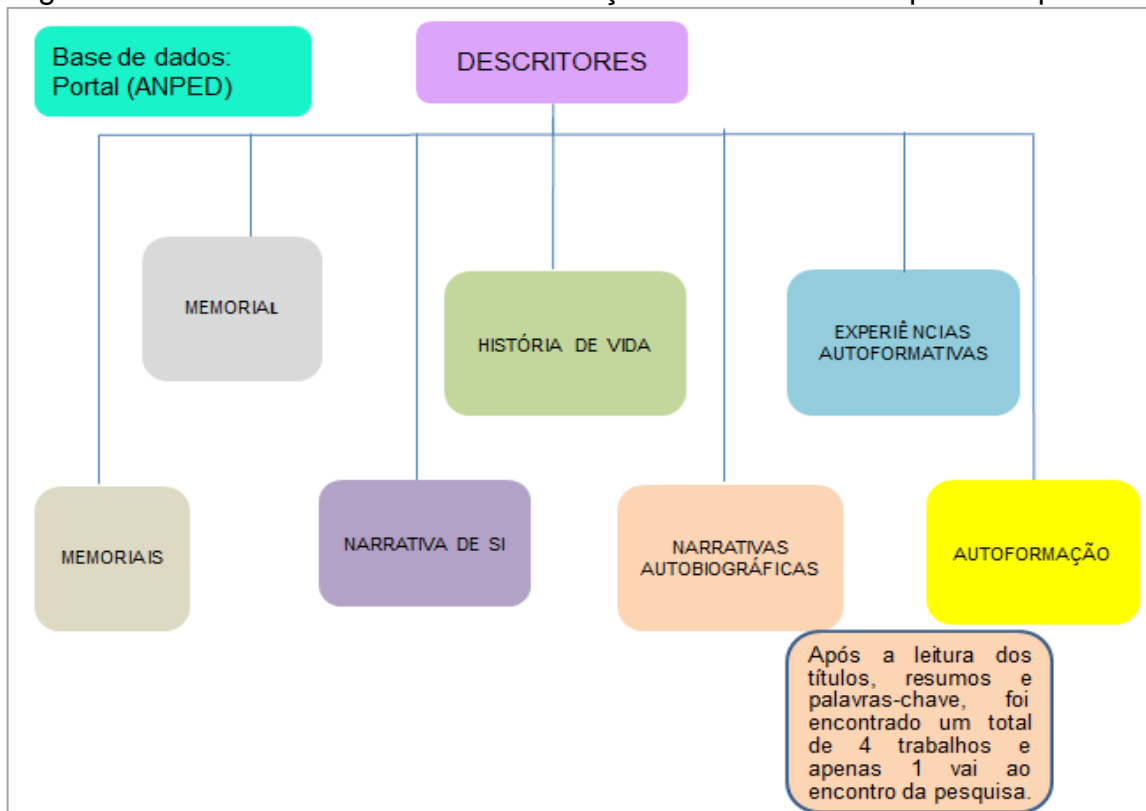 Base de dados:
Portal (ANPED)
DESCRITORES
MEMORIAL
HISTÓRIA DE VIDA
EXPERIÊNCIAS
AUTOFORMATIVAS
MEMORIAIS
NARRATIVA DE SI
NARRATIVAS
AUTOBIOGRÁFICAS
AUTOFORMAÇÃO
Após a leitura dos
títulos, resumos e
palavras-chave, foi
encontrado um total
de 4 trabalhos e
apenas 1 vai ao
encontro da pesquisa.